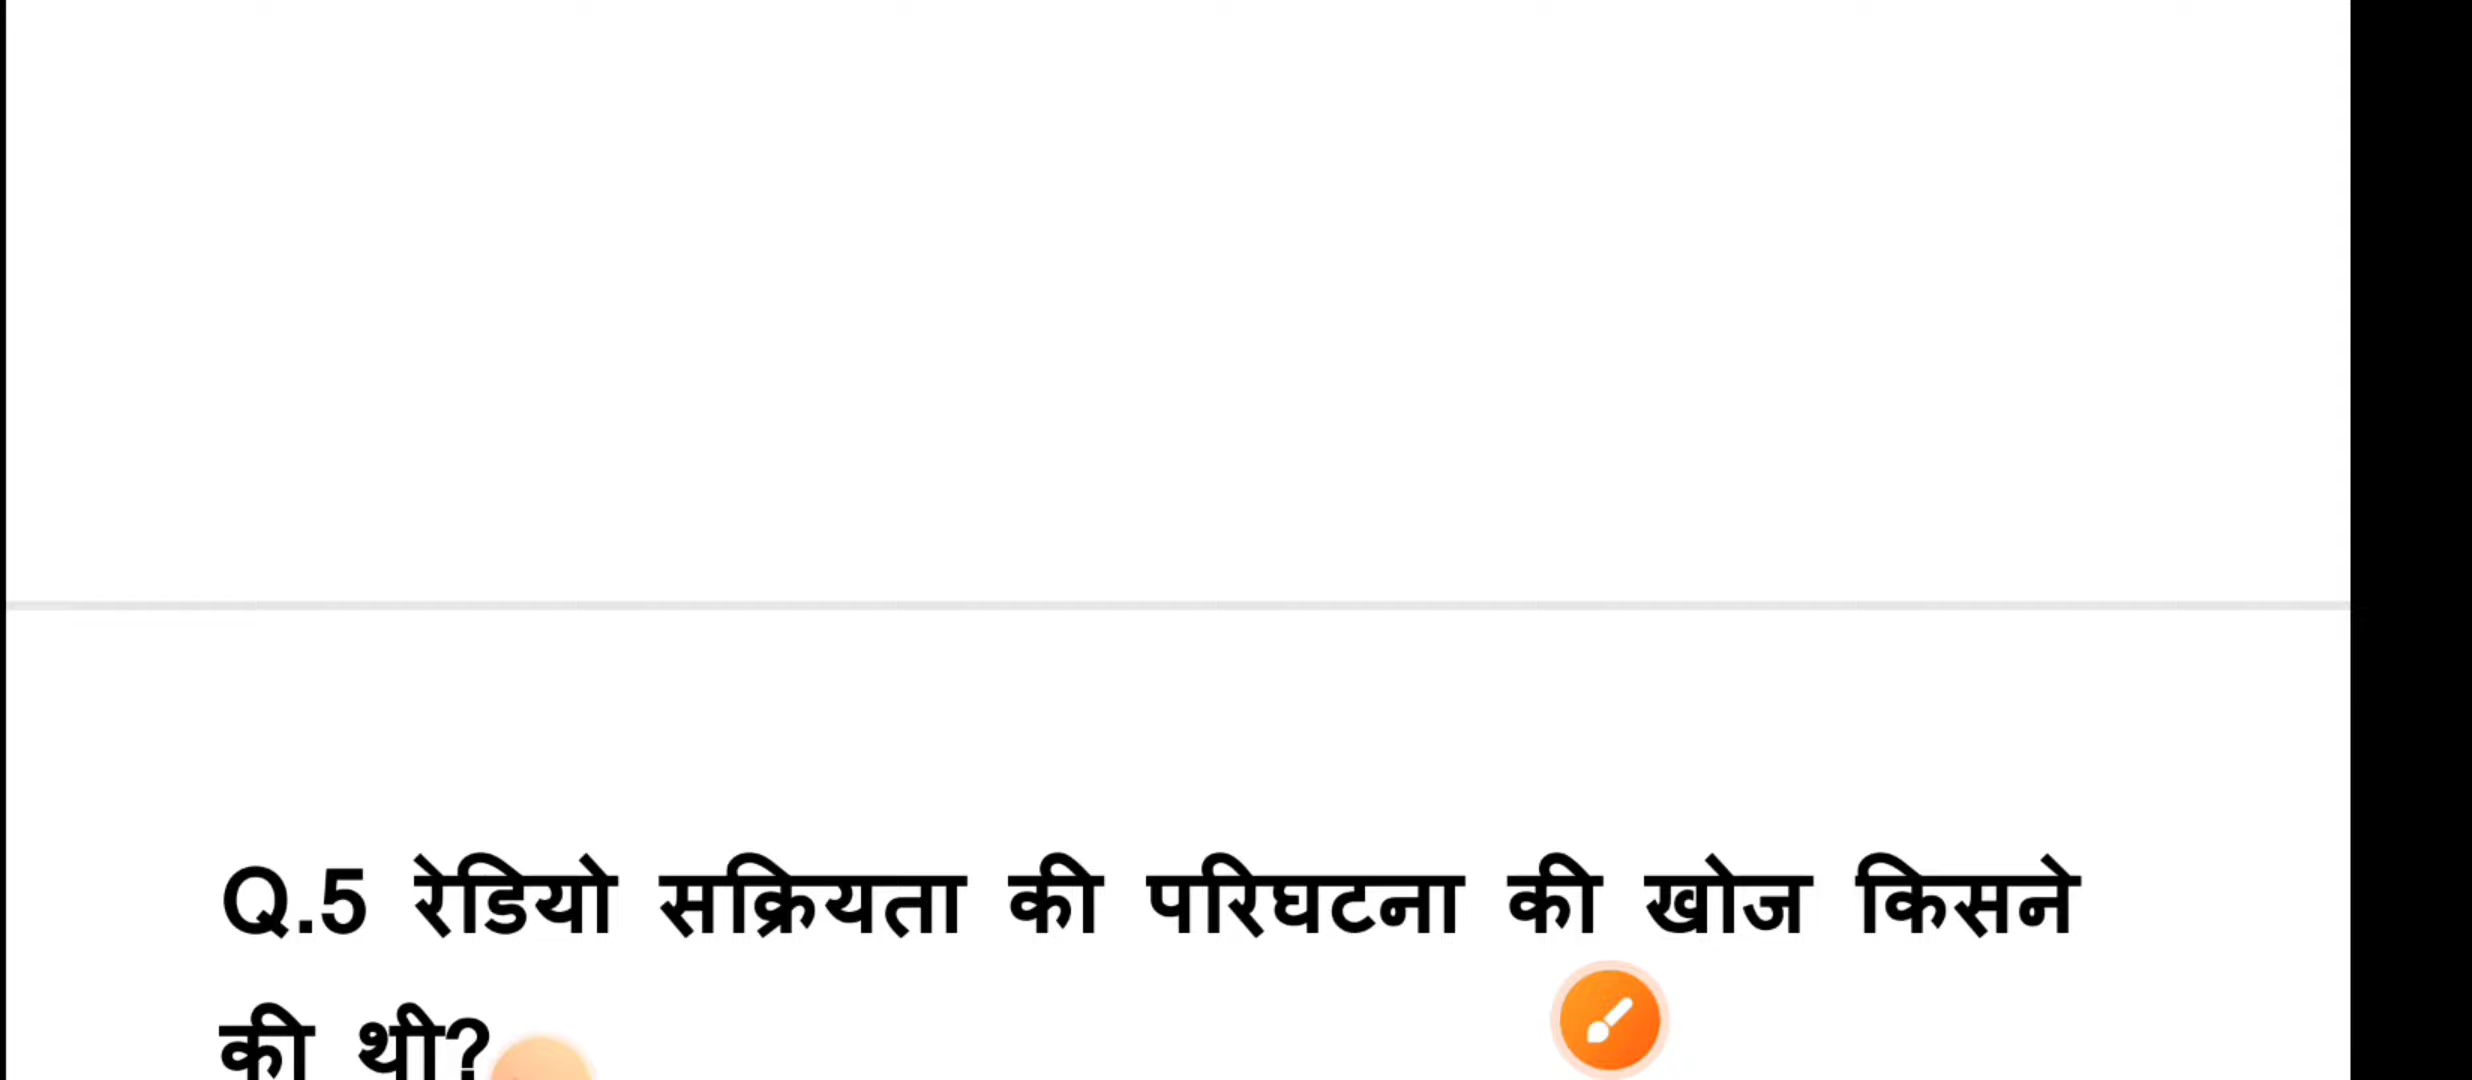 Q.5 रेडियो सक्रियता की परिघटना की खोज किसने
की थी?